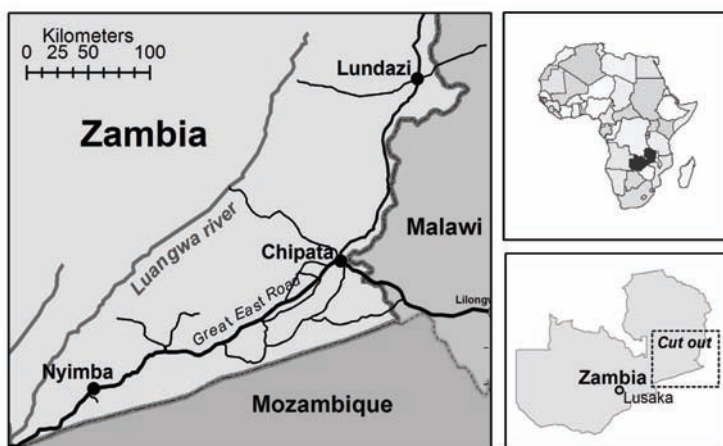 Kilometers
0 25 50 100
Lundazi
Zambia
Malawi
Luangwa river
Chipata
Great East Road
Lilongw
Nyimba
Mozambique
Cut out
Zambia
Lusaka